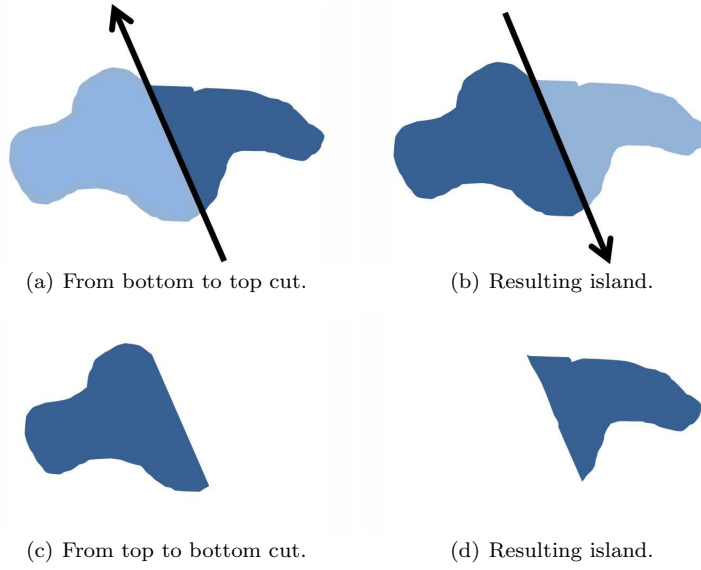 (a) From bottom to top cut.
(b) Resulting island.
(c) From top to bottom cut.
(d) Resulting island.